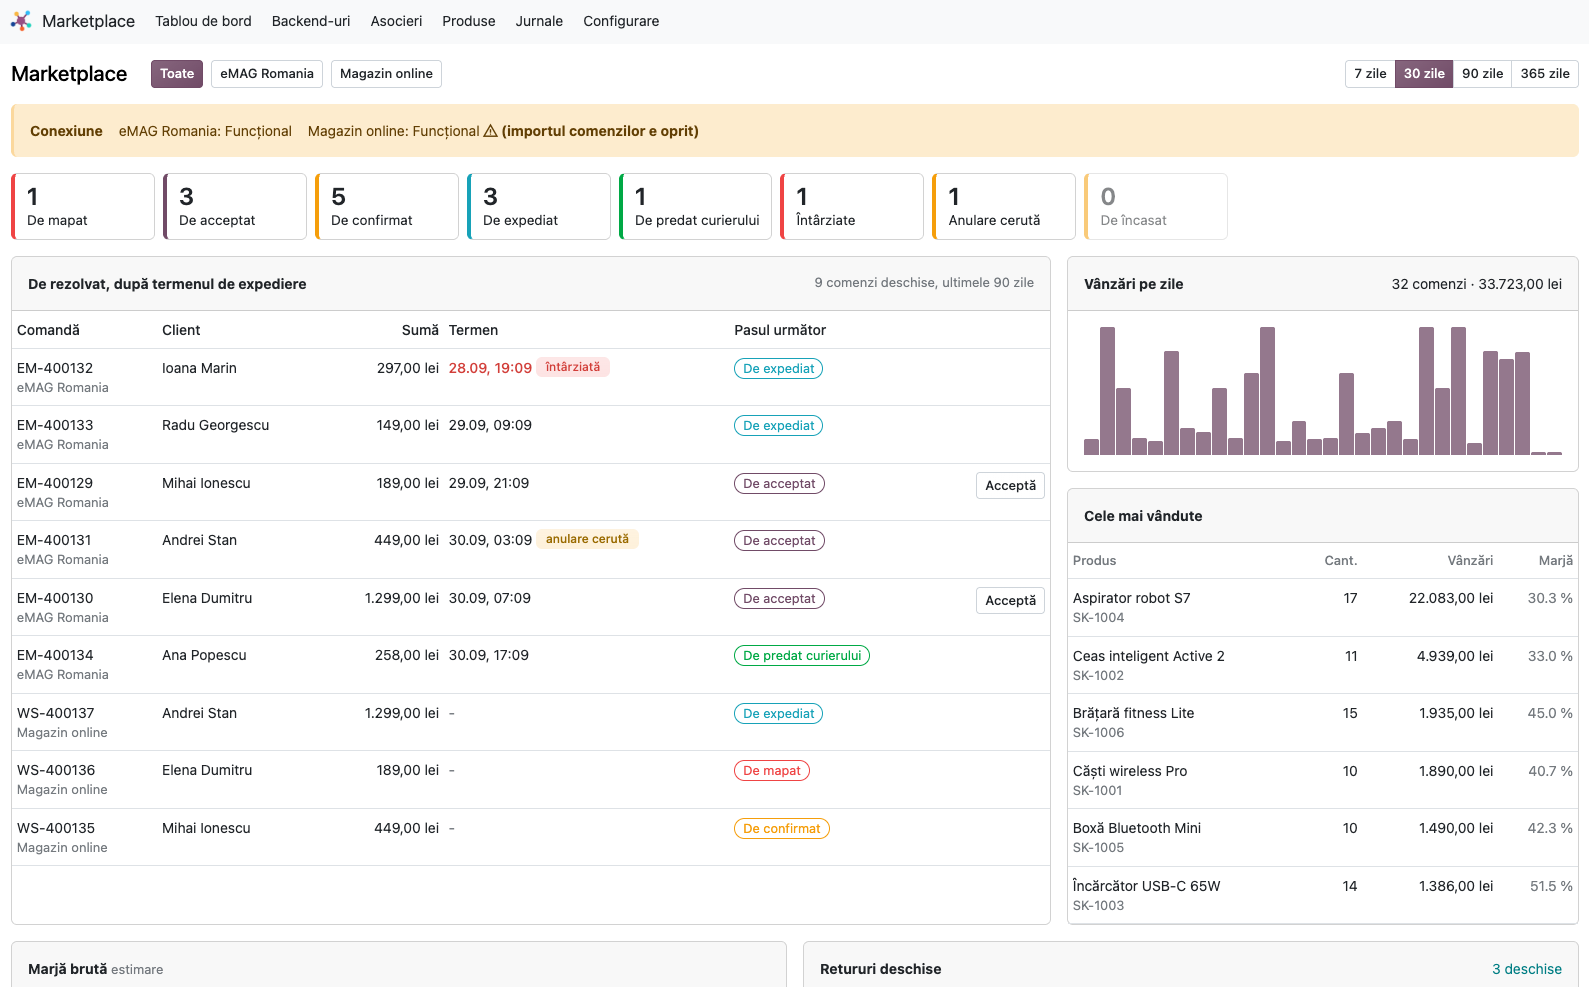 Marketplace Tablou de bord Backend-uri Asocieri Produse Jurnale Configurare
Marketplace Toate eMAG Romania Magazin online 7 zile 30 zile 90 zile 365 zile
Conexiune eMAG Romania: Funcțional Magazin online: Funcțional ⚠ (importul comenzilor e oprit)
1
De mapat
3
De acceptat
5
De confirmat
3
De expediat
1
De predat curierului
1
Întârziate
1
Anulare cerută
0
De încasat
De rezolvat, după termenul de expediere 9 comenzi deschise, ultimele 90 zile
Comandă Client Sumă Termen Pasul următor
EM-400132 Ioana Marin 297,00 lei 28.09, 19:09 întârziată De expediat
eMAG Romania
EM-400133 Radu Georgescu 149,00 lei 29.09, 09:09 De expediat
eMAG Romania
EM-400129 Mihai Ionescu 189,00 lei 29.09, 21:09 De acceptat Acceptă
eMAG Romania
EM-400131 Andrei Stan 449,00 lei 30.09, 03:09 anulare cerută De acceptat
eMAG Romania
EM-400130 Elena Dumitru 1.299,00 lei 30.09, 07:09 De acceptat Acceptă
eMAG Romania
EM-400134 Ana Popescu 258,00 lei 30.09, 17:09 De predat curierului
eMAG Romania
WS-400137 Andrei Stan 1.299,00 lei - De expediat
Magazin online
WS-400136 Elena Dumitru 189,00 lei - De mapat
Magazin online
WS-400135 Mihai Ionescu 449,00 lei - De confirmat
Magazin online
Vânzări pe zile 32 comenzi · 33.723,00 lei
Cele mai vândute
Produs Cant. Vânzări Marjă
Aspirator robot S7 17 22.083,00 lei 30.3 %
SK-1004
Ceas inteligent Active 2 11 4.939,00 lei 33.0 %
SK-1002
Brățară fitness Lite 15 1.935,00 lei 45.0 %
SK-1006
Căști wireless Pro 10 1.890,00 lei 40.7 %
SK-1001
Boxă Bluetooth Mini 10 1.490,00 lei 42.3 %
SK-1005
Încărcător USB-C 65W 14 1.386,00 lei 51.5 %
SK-1003
Marjă brută estimare
Retururi deschise 3 deschise